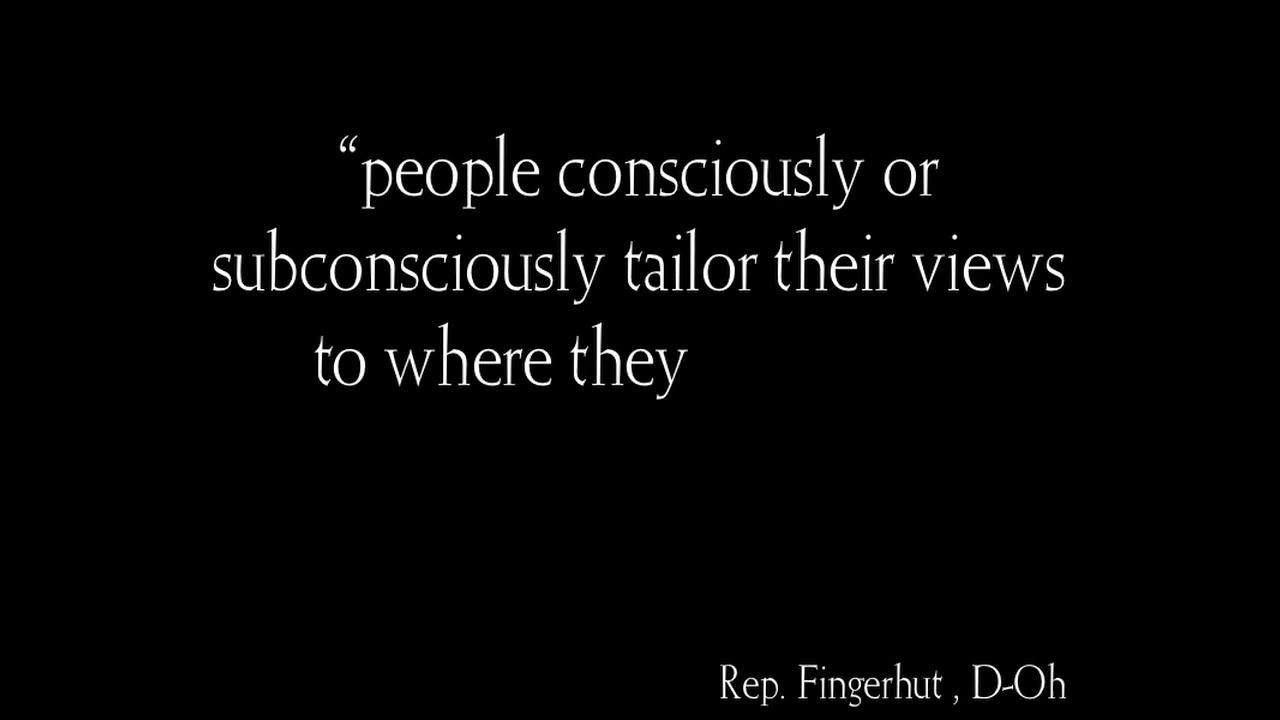 “people consciously or
subconsciously tailor their views
to where they
Rep. Fingerhut , D-Oh